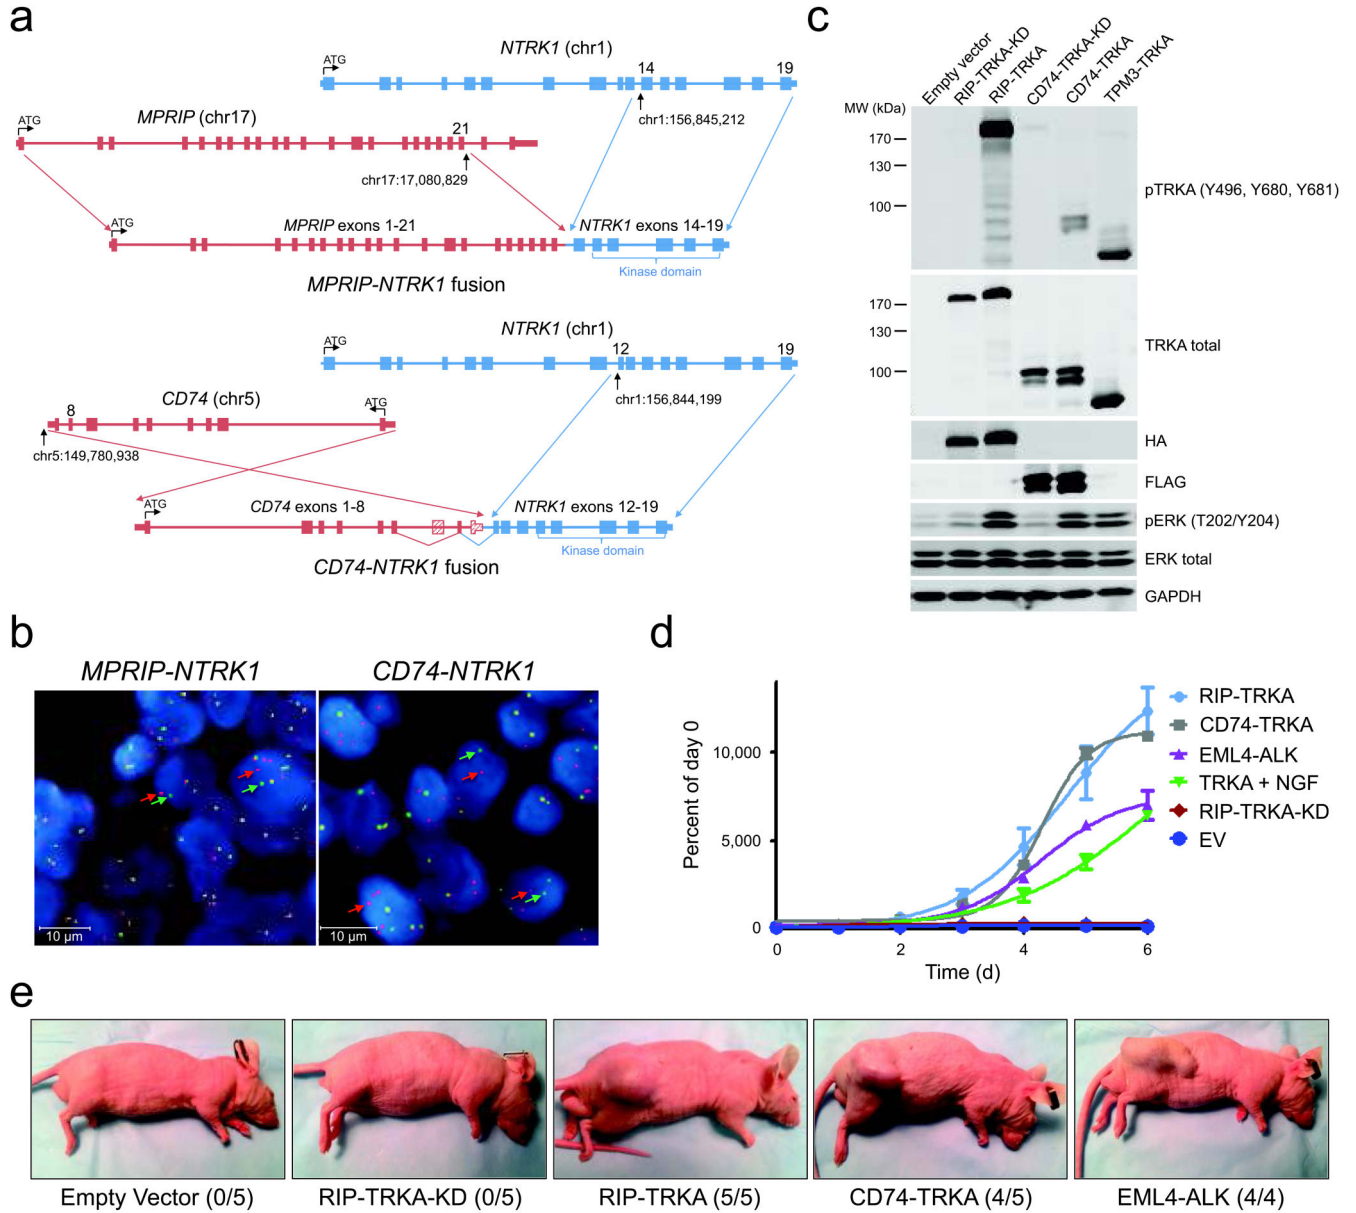 a
NTRK1 (chr1)
ATG
14
19
chr1:156,845,212
MPRIP (chr17)
ATG
21
chr17:17,080,829
ATG
MPRIP exons 1-21
NTRK1 exons 14-19
Kinase domain
MPRIP-NTRK1 fusion
NTRK1 (chr1)
ATG
12
19
chr1:156,844,199
CD74 (chr5)
8
ATG
chr5:149,780,938
ATG
CD74 exons 1-8
NTRK1 exons 12-19
Kinase domain
CD74-NTRK1 fusion
b
MPRIP-NTRK1
CD74-NTRK1
10 µm
10 µm
c
Empty vector
RIP-TRKA-KD
RIP-TRKA
CD74-TRKA-KD
CD74-TRKA
TPM3-TRKA
MW (kDa)
170
130
100
pTRKA (Y496, Y680, Y681)
170
130
100
TRKA total
HA
FLAG
pERK (T202/Y204)
ERK total
GAPDH
d
Percent of day 0
10,000
5,000
0
0
2
4
6
Time (d)
RIP-TRKA
CD74-TRKA
EML4-ALK
TRKA + NGF
RIP-TRKA-KD
EV
e
Empty Vector (0/5)
RIP-TRKA-KD (0/5)
RIP-TRKA (5/5)
CD74-TRKA (4/5)
EML4-ALK (4/4)